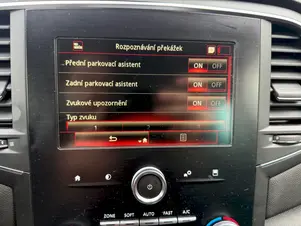 Rozpoznávání překážek
Přední parkovací asistent ON OFF
Zadní parkovací asistent ON OFF
Zvukové upozornění ON OFF
Typ zvuku
1
ZONE SOFT AUTO FAST A/C